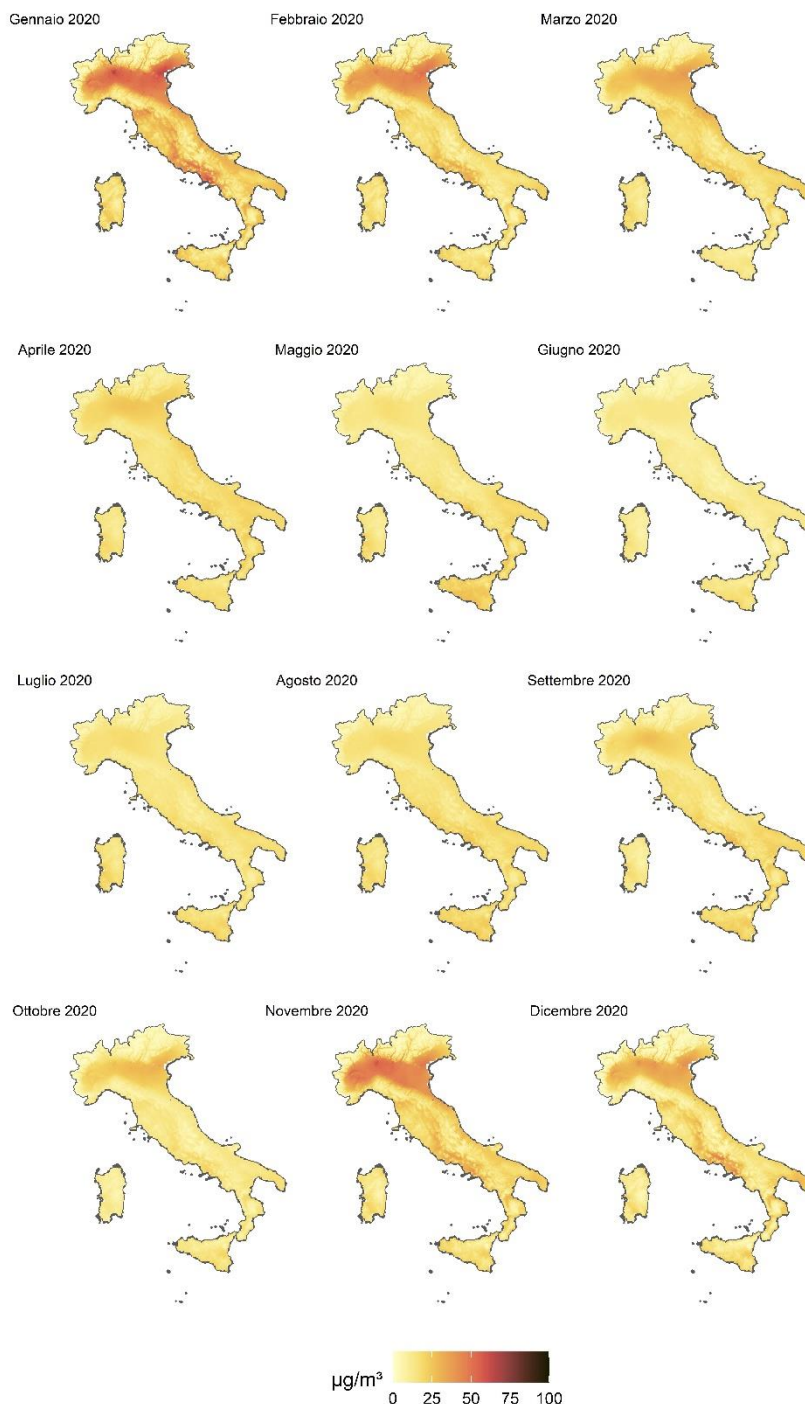 Gennaio 2020
Febbraio 2020
Marzo 2020
Aprile 2020
Maggio 2020
Giugno 2020
Luglio 2020
Agosto 2020
Settembre 2020
Ottobre 2020
Novembre 2020
Dicembre 2020
µg/m³
0 25 50 75 100